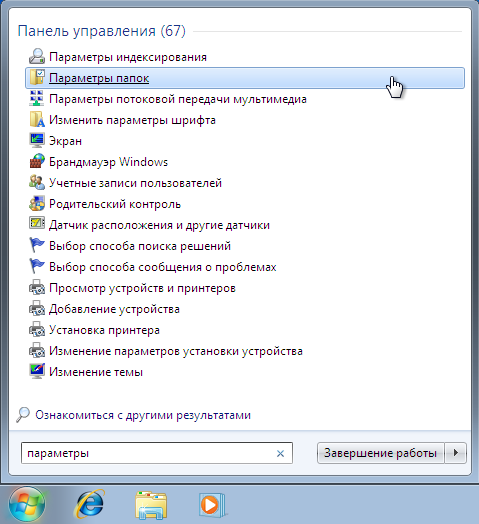 Панель управления (67)
Параметры индексирования
Параметры папок
Параметры потоковой передачи мультимедиа
Изменить параметры шрифта
Экран
Брандмауэр Windows
Учетные записи пользователей
Родительский контроль
Датчик расположения и другие датчики
Выбор способа поиска решений
Выбор способа сообщения о проблемах
Просмотр устройств и принтеров
Добавление устройства
Установка принтера
Изменение параметров установки устройства
Изменение темы
Ознакомиться с другими результатами
параметры
Завершение работы